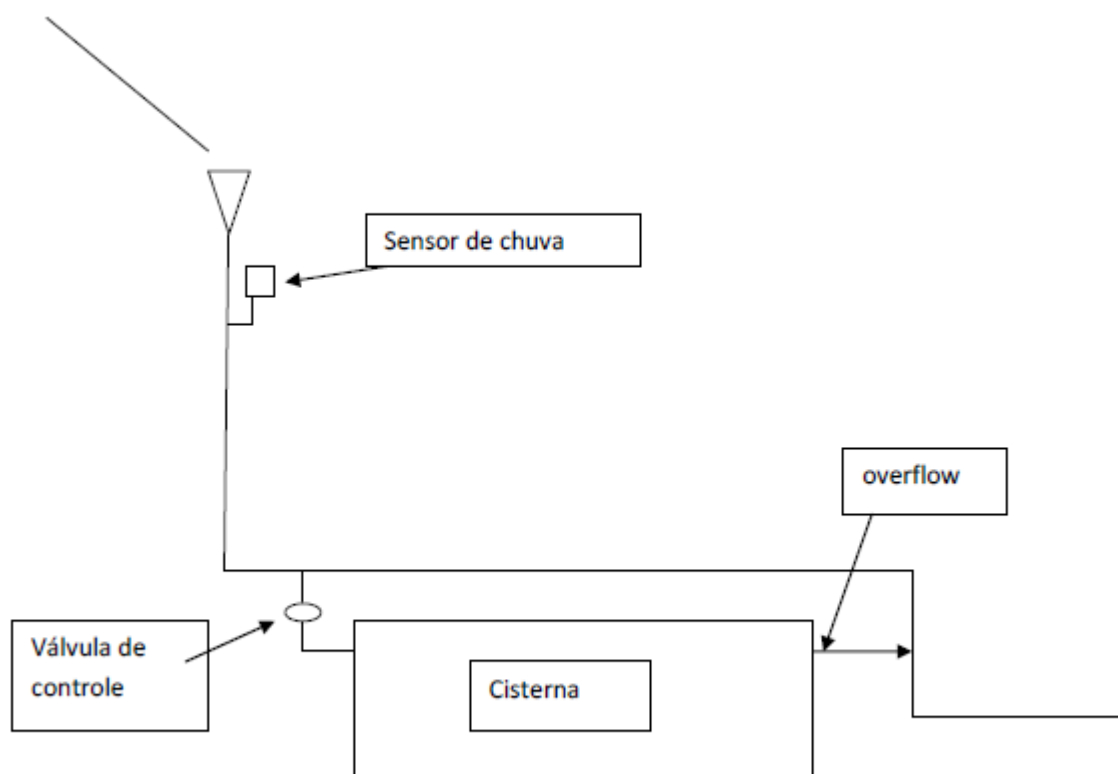 Sensor de chuva
overflow
Válvula de
controle
Cisterna